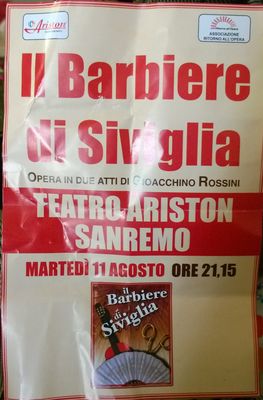 Ariston
ASSOCIAZIONE
RITORNO ALL'OPERA
Il Barbiere
di Siviglia
OPERA IN DUE ATTI DI GIOACCHINO ROSSINI
TEATRO ARISTON
SANREMO
MARTEDÌ 11 AGOSTO ORE 21,15
il
Barbiere
di
Siviglia